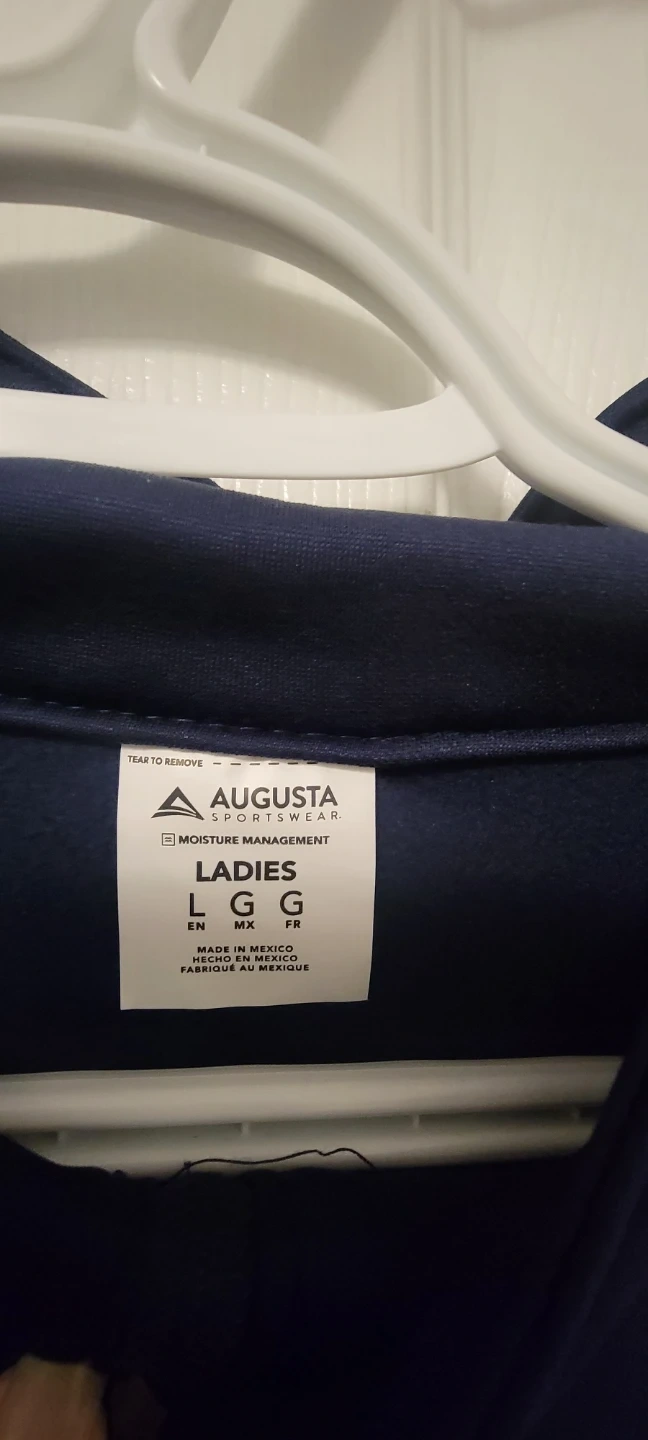 TEAR TO REMOVE
AUGUSTA
SPORTSWEAR
MOISTURE MANAGEMENT
LADIES
L G G
EN MX FR
MADE IN MEXICO
HECHO EN MEXICO
FABRIQUÉ AU MEXIQUE